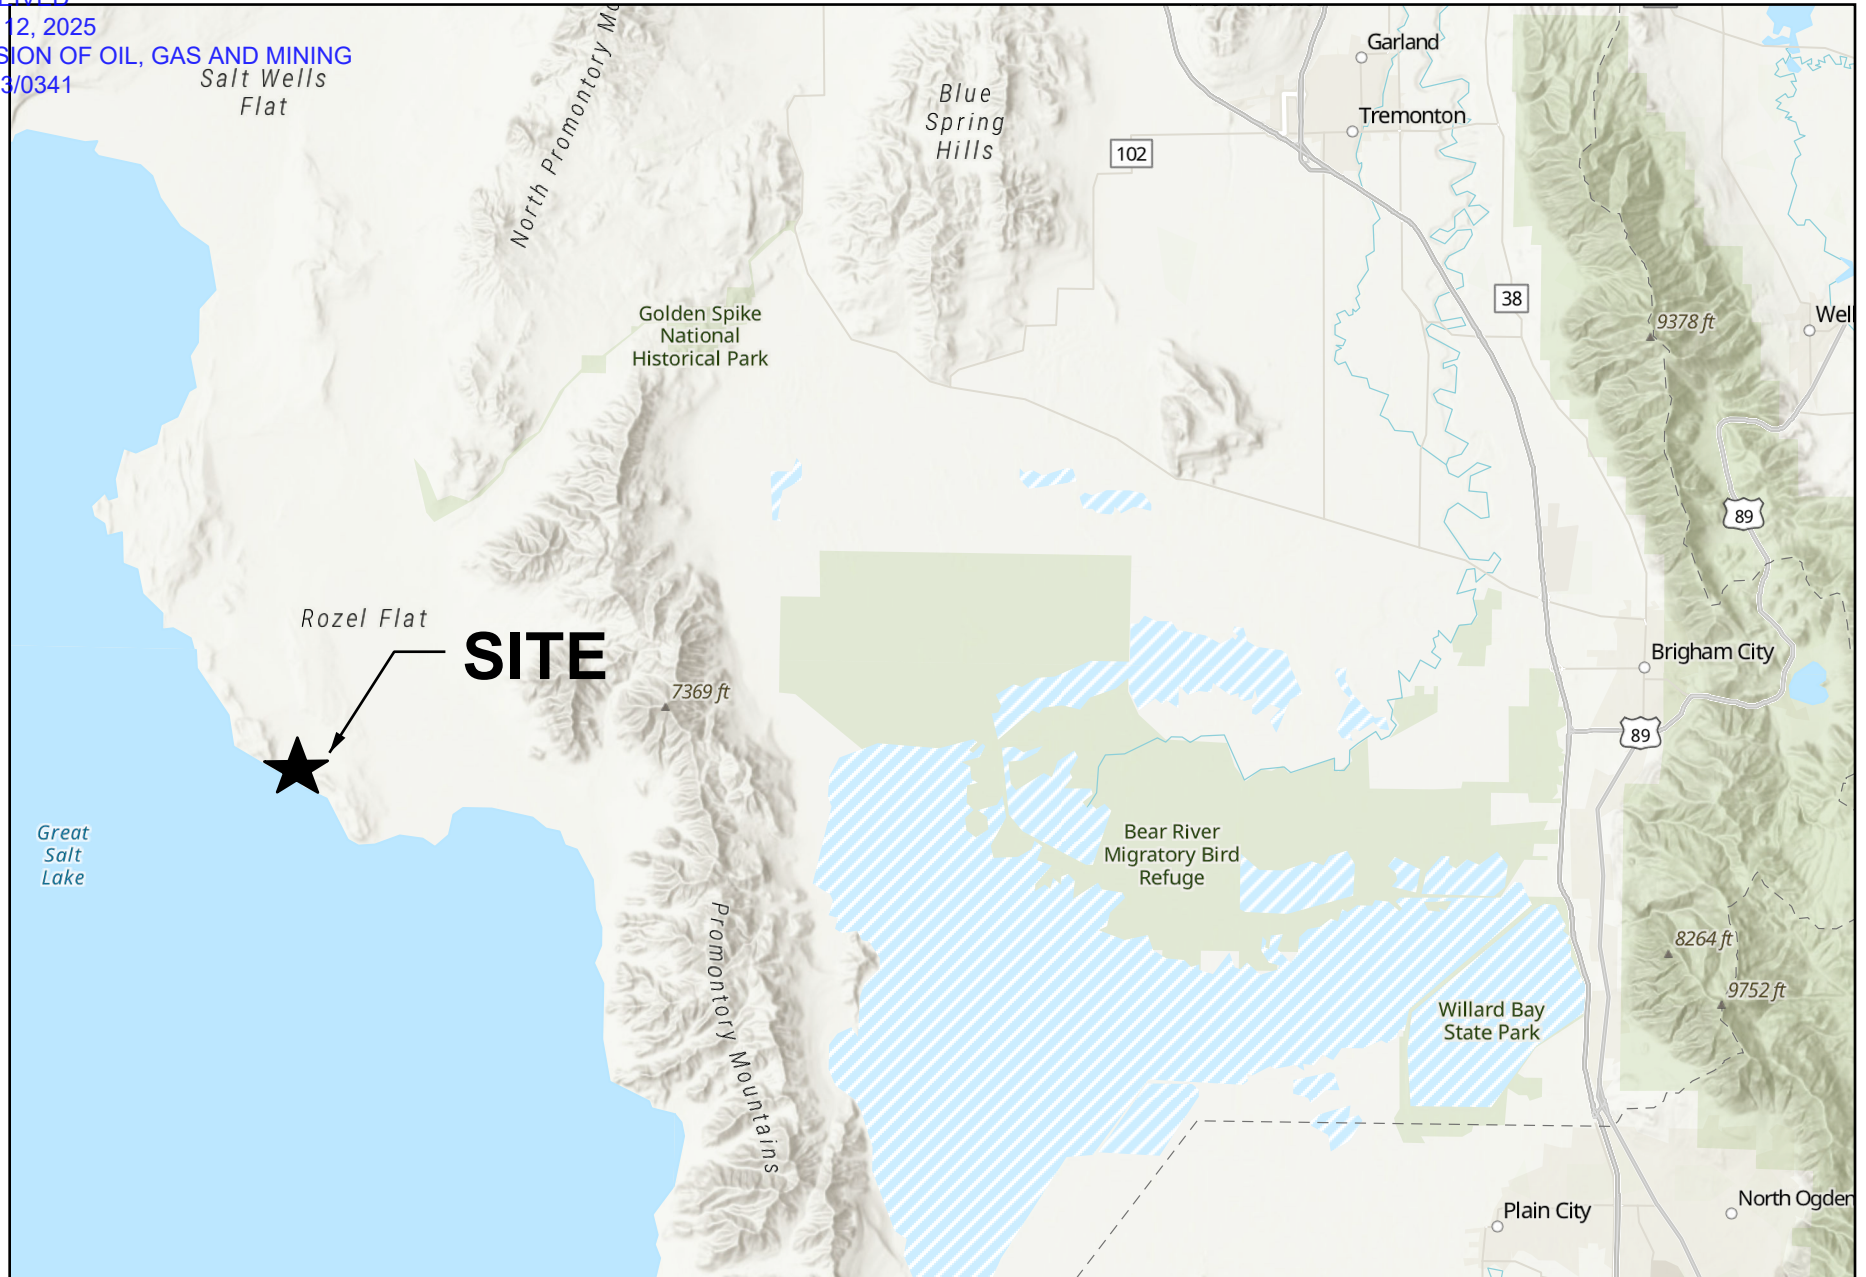 12, 2025
SION OF OIL, GAS AND MINING
3/0341
Salt Wells
Flat
North Promontory
Blue
Spring
Hills
Garland
Tremonton
102
38
Golden Spike
National
Historical Park
9378 ft
Well
89
Rozel Flat
SITE
7369 ft
Brigham City
89
Great
Salt
Lake
Bear River
Migratory Bird
Refuge
Promontory Mountains
8264 ft
9752 ft
Willard Bay
State Park
Plain City
North Ogden